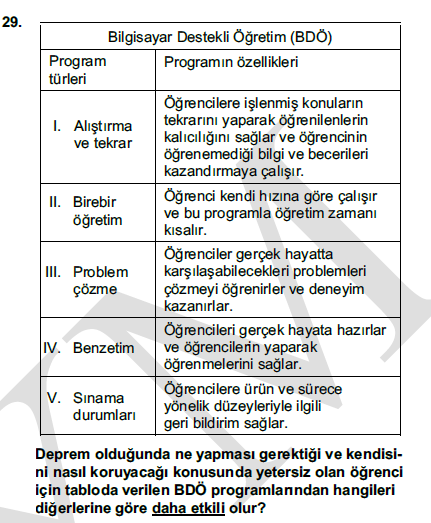 29.
Bilgisayar Destekli Öğretim (BDÖ)
Program türleri
Programın özellikleri
I. Alıştırma ve tekrar
Öğrencilere işlenmiş konuların
tekrarını yaparak öğrenilenlerin
kalıcılığını sağlar ve öğrencinin
öğrenemediği bilgi ve becerileri
kazandırmaya çalışır.
II. Birebir
öğretim
Öğrenci kendi hızına göre çalışır
ve bu programla öğretim zamanı
kısalır.
III. Problem
çözme
Öğrenciler gerçek hayatta
karşılaşabilecekleri problemleri
çözmeyi öğrenirler ve deneyim
kazanırlar.
IV. Benzetim
Öğrencileri gerçek hayata hazırlar
ve öğrencilerin yaparak
öğrenmelerini sağlar.
V. Sınama
durumları
Öğrencilere ürün ve sürece
yönelik düzeyleriyle ilgili
geri bildirim sağlar.
Deprem olduğunda ne yapması gerektiği ve kendisi-
ni nasıl koruyacağı konusunda yetersiz olan öğrenci
için tabloda verilen BDÖ programlarından hangileri
diğerlerine göre daha etkili olur?